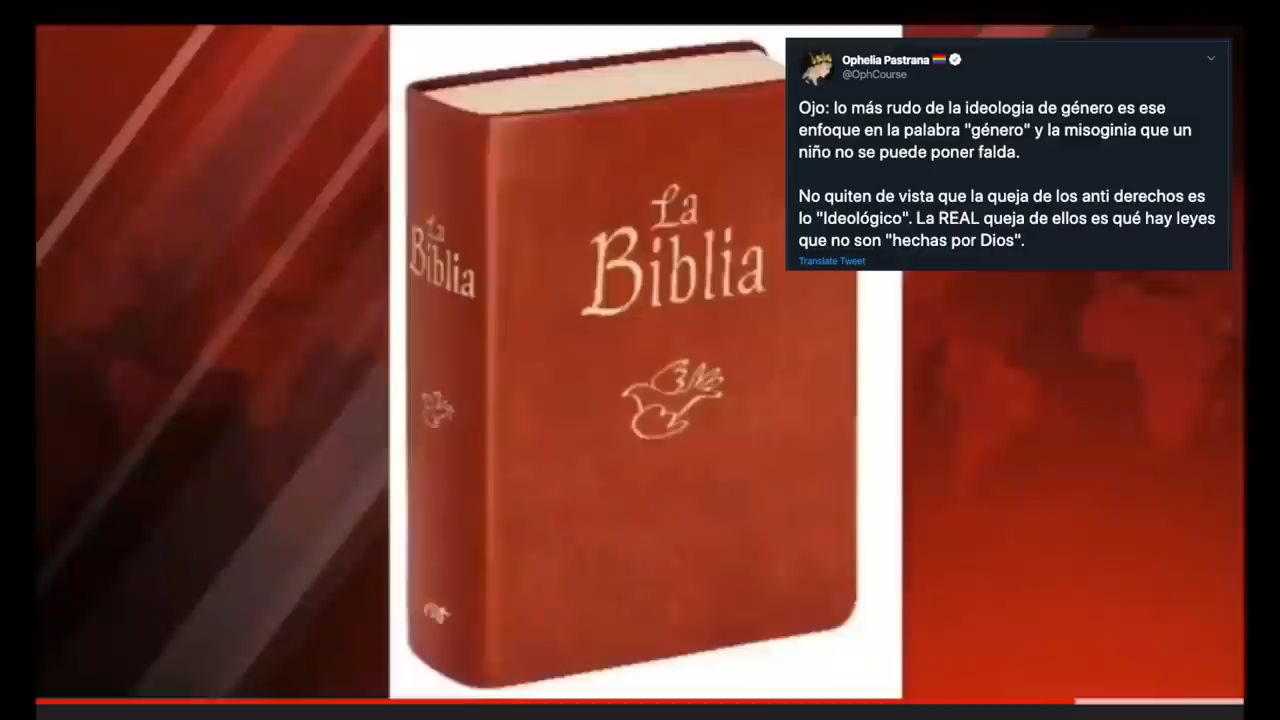 La
Biblia
La
Biblia
Ophelia Pastrana
@OphCourse
Ojo: lo más rudo de la ideologia de género es ese
enfoque en la palabra "género" y la misoginia que un
niño no se puede poner falda.
No quiten de vista que la queja de los anti derechos es
lo "Ideológico". La REAL queja de ellos es qué hay leyes
que no son "hechas por Dios".
Translate Tweet